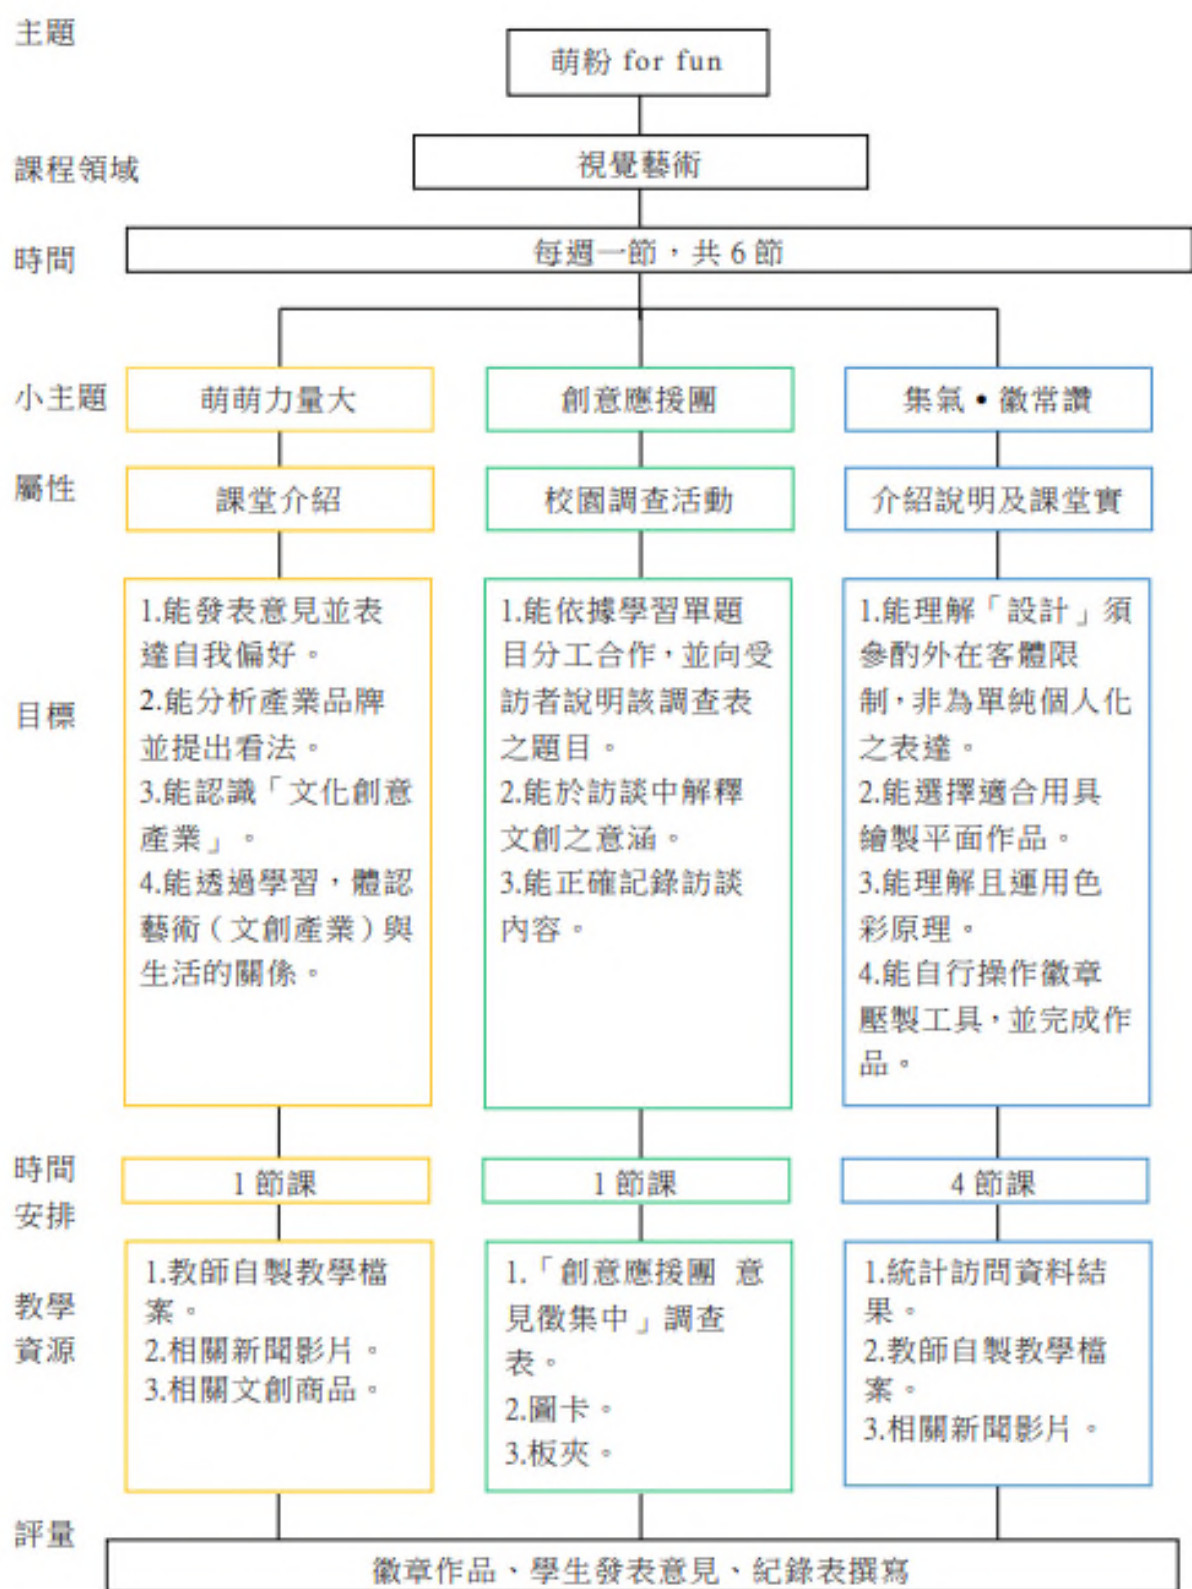 主題
萌粉 for fun
課程領域
視覺藝術
時間
每週一節，共 6 節
小主題
萌萌力量大
創意應援團
集氣•徽常讚
屬性
課堂介紹
校園調查活動
介紹說明及課堂實
目標
1.能發表意見並表
達自我偏好。
2.能分析產業品牌
並提出看法。
3.能認識「文化創意
產業」。
4.能透過學習，體認
藝術（文創產業）與
生活的關係。
1.能依據學習單題
目分工合作，並向受
訪者說明該調查表
之題目。
2.能於訪談中解釋
文創之意涵。
3.能正確記錄訪談
內容。
1.能理解「設計」須
參酌外在客體限
制，非為單純個人化
之表達。
2.能選擇適合用具
繪製平面作品。
3.能理解且運用色
彩原理。
4.能自行操作徽章
壓製工具，並完成作
品。
時間
安排
1 節課
1 節課
4 節課
教學
資源
1.教師自製教學檔
案。
2.相關新聞影片。
3.相關文創商品。
1.「創意應援團 意
見徵集中」調查
表。
2.圖卡。
3.板夾。
1.統計訪問資料結
果。
2.教師自製教學檔
案。
3.相關新聞影片。
評量
徽章作品、學生發表意見、紀錄表撰寫